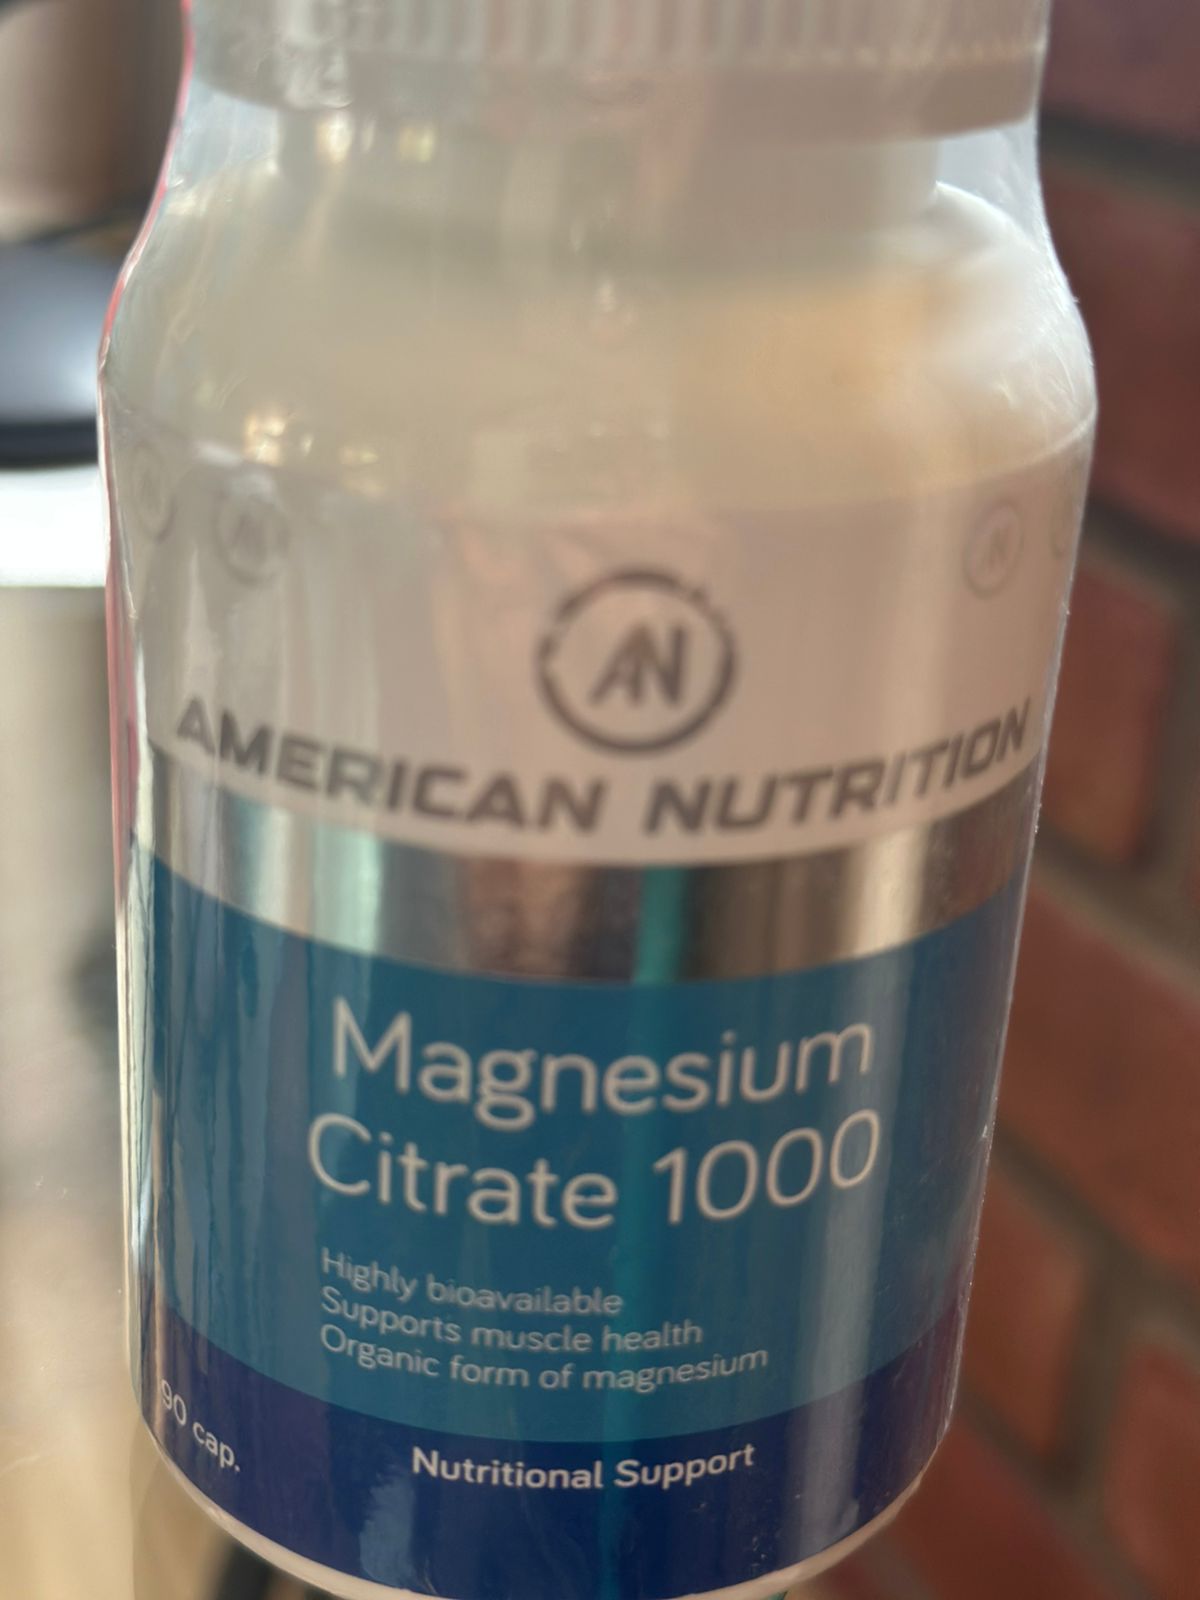 AN
AMERICAN NUTRITION
Magnesium
Citrate 1000
Highly bioavailable
Supports muscle health
Organic form of magnesium
90 cap.
Nutritional Support